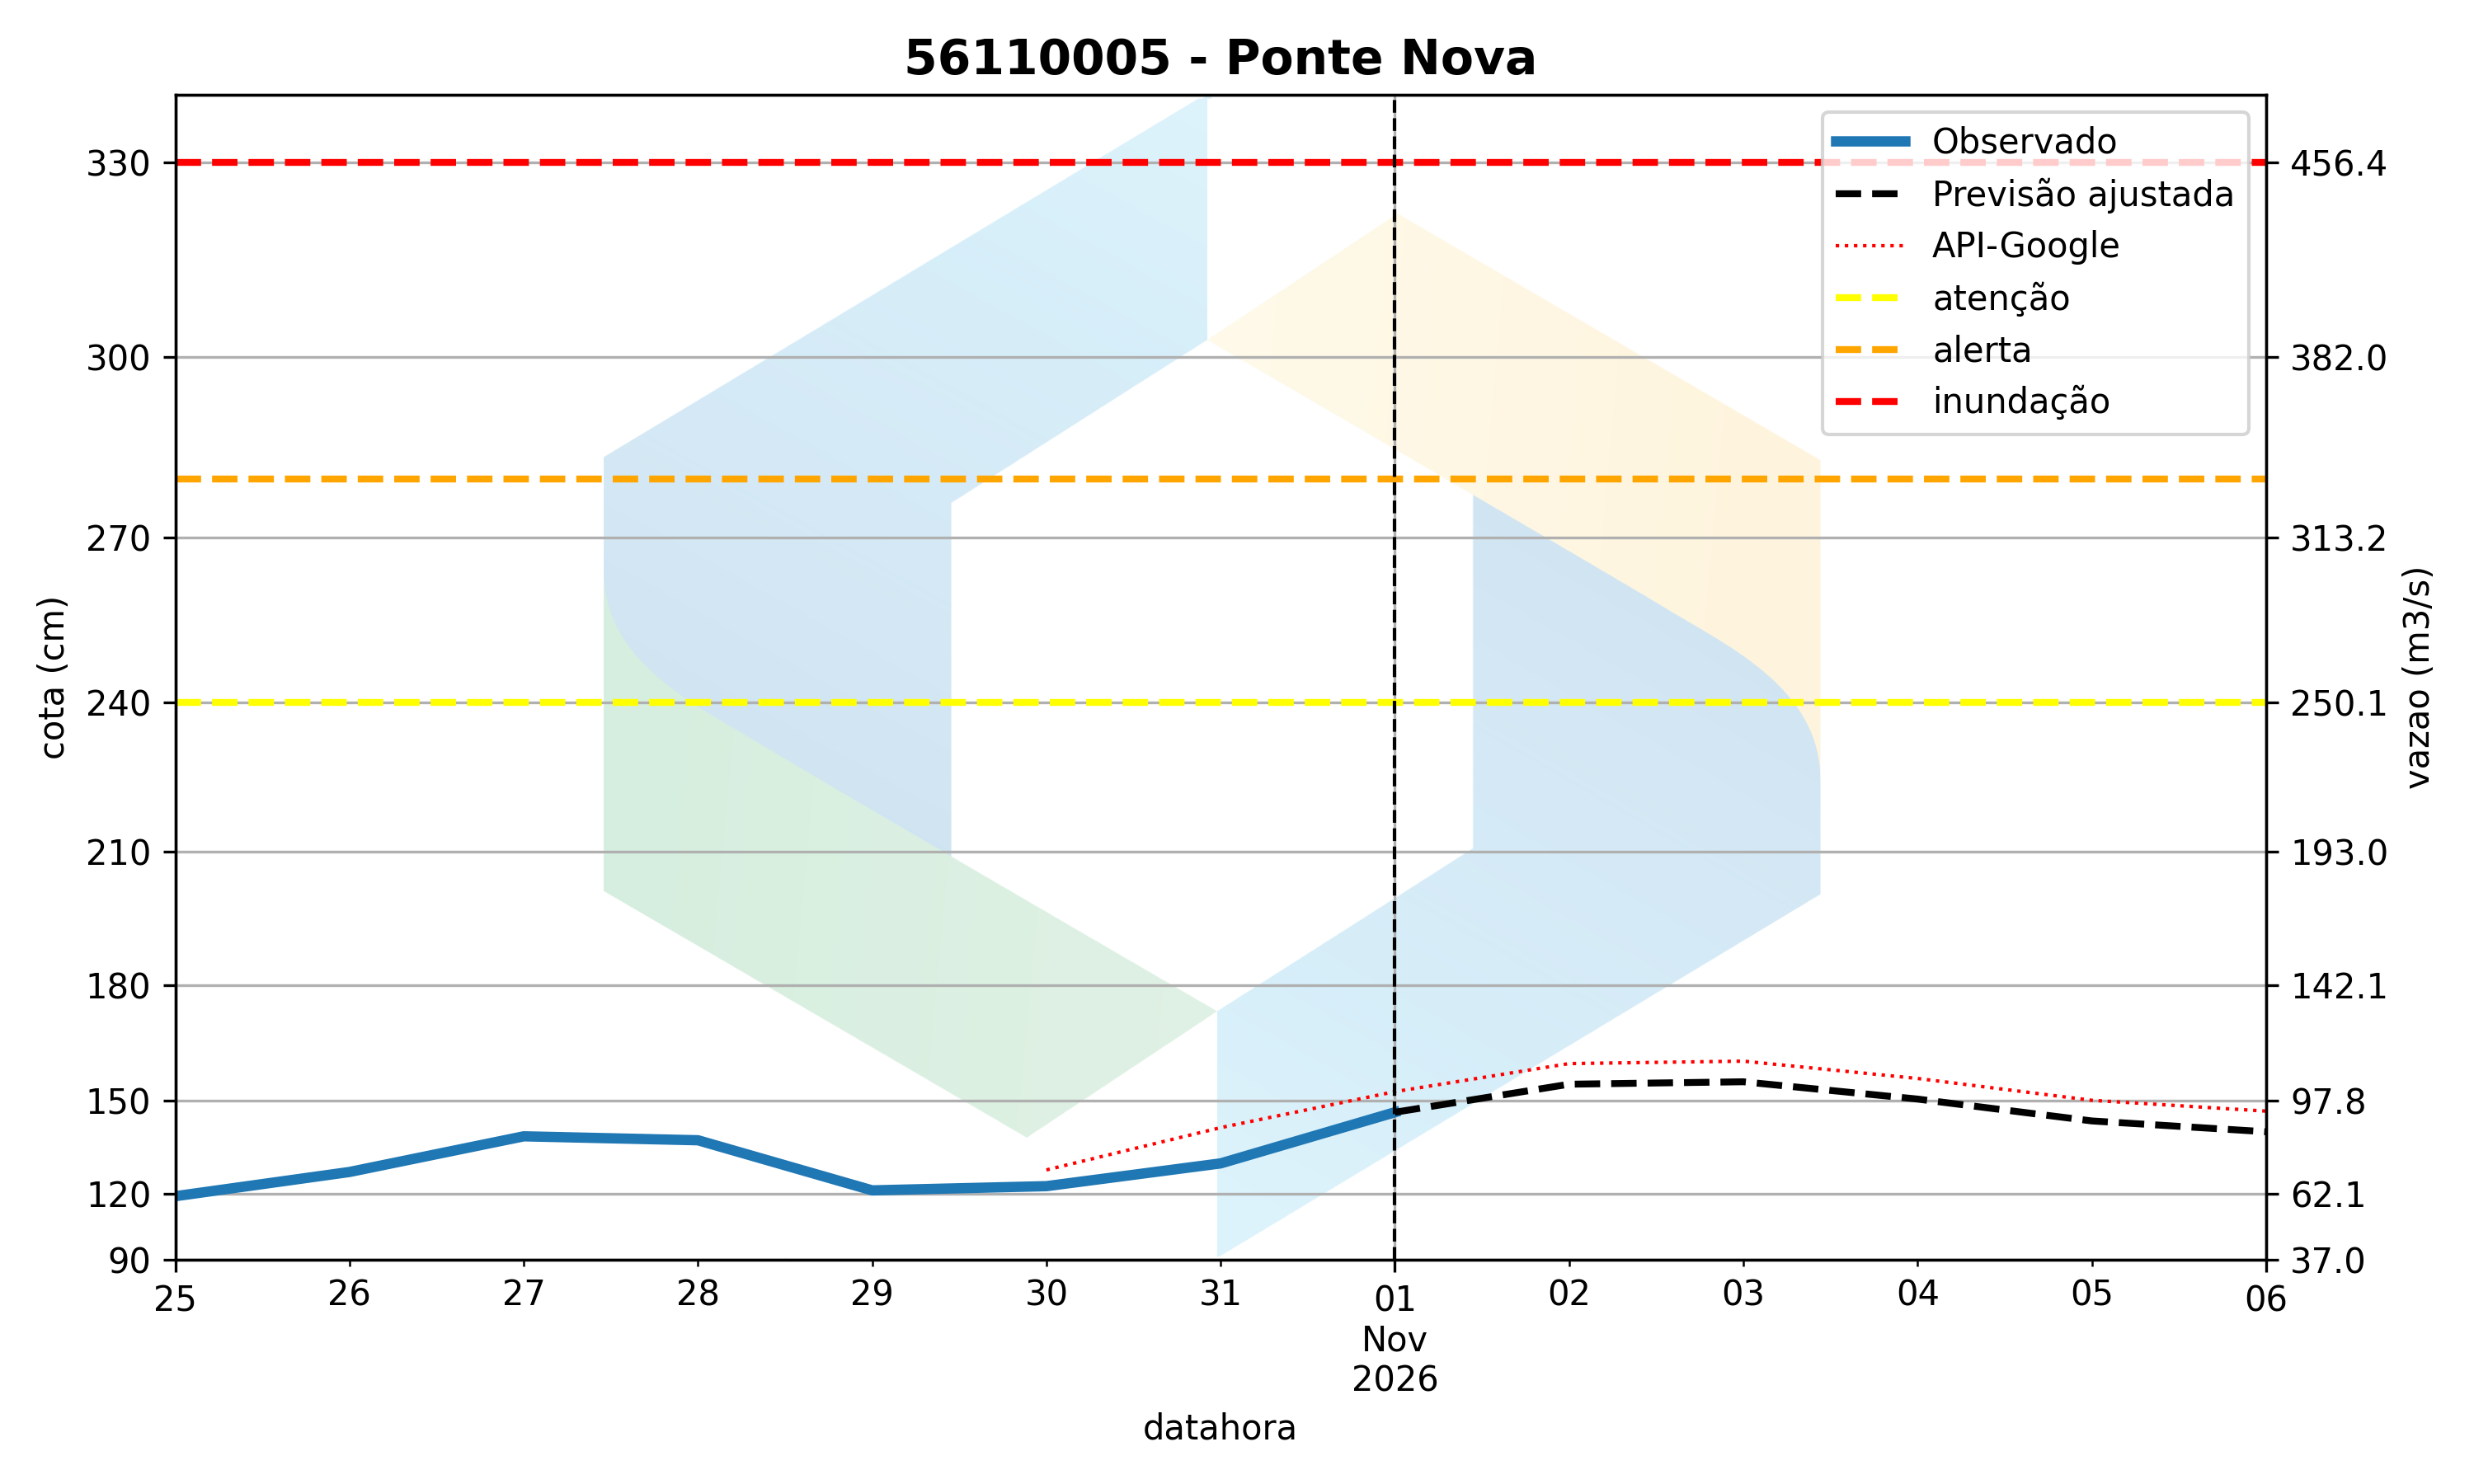 56110005 - Ponte Nova
Observado
Previsão ajustada
API-Google
atenção
alerta
inundação
cota (cm)
330
300
270
240
210
180
150
120
90
456.4
382.0
313.2
250.1
193.0
142.1
97.8
62.1
37.0
vazao (m3/s)
25 26 27 28 29 30 31 01 02 03 04 05 06
Nov
2026
datahora